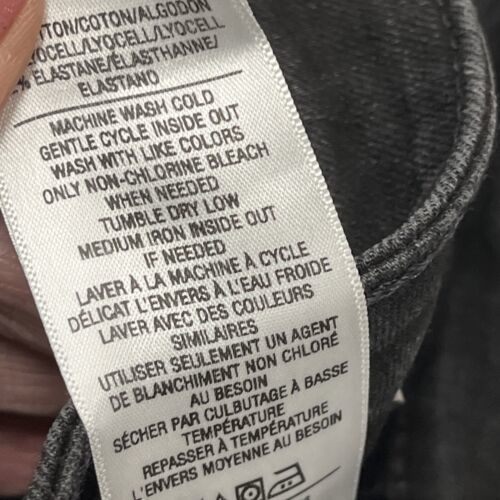 COTON/COTON/ALGODON
LYOCELL/LYOCELL/LYOCELL
% ELASTANE/ÉLASTHANNE/
ELASTANO
MACHINE WASH COLD
GENTLE CYCLE INSIDE OUT
WASH WITH LIKE COLORS
ONLY NON-CHLORINE BLEACH
WHEN NEEDED
TUMBLE DRY LOW
MEDIUM IRON INSIDE OUT
IF NEEDED
LAVER À LA MACHINE À CYCLE
DÉLICAT L'ENVERS À L'EAU FROIDE
LAVER AVEC DES COULEURS
SIMILAIRES
UTILISER SEULEMENT UN AGENT
DE BLANCHIMENT NON CHLORÉ
AU BESOIN
SÉCHER PAR CULBUTAGE À BASSE
TEMPÉRATURE
REPASSER À TEMPÉRATURE
L'ENVERS MOYENNE AU BESOIN